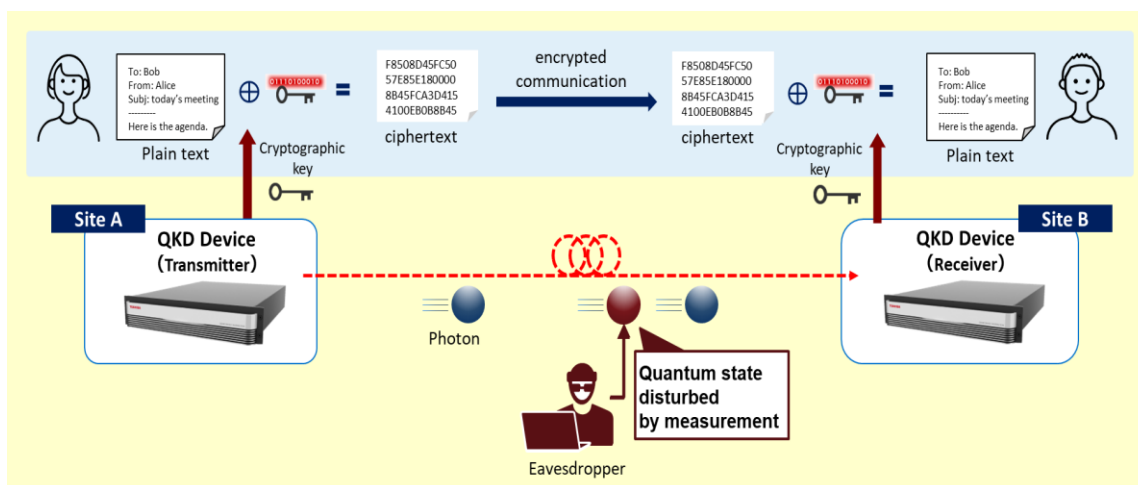 To: Bob
From: Alice
Subj: today's meeting
----------
Here is the agenda.
Plain text
⊕
01110100010
=
F8508D45FC50
57E85E180000
8B45FCA3D415
4100EB0B8B45
ciphertext
encrypted
communication
F8508D45FC50
57E85E180000
8B45FCA3D415
4100EB0B8B45
ciphertext
⊕
01110100010
=
To: Bob
From: Alice
Subj: today's meeting
----------
Here is the agenda.
Plain text
Cryptographic
key
Cryptographic
key
Site A
QKD Device
(Transmitter)
Site B
QKD Device
(Receiver)
Photon
Quantum state
disturbed
by measurement
Eavesdropper